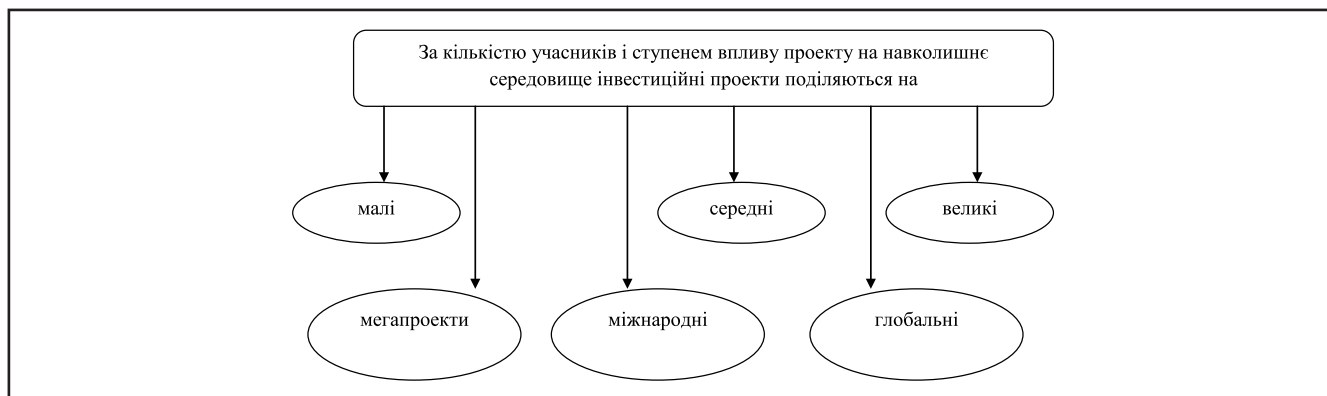 За кількістю учасників і ступенем впливу проекту на навколишнє
середовище інвестиційні проекти поділяються на
малі
середні
великі
мегапроекти
міжнародні
глобальні